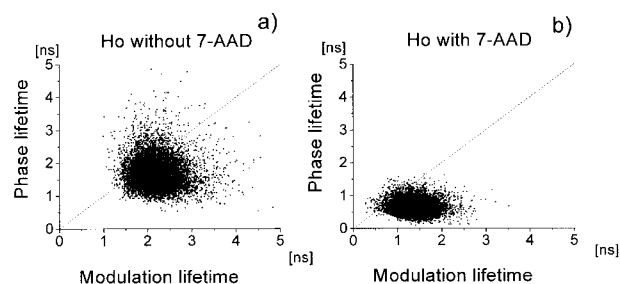 a)
Ho without 7-AAD
[ns]
Phase lifetime
5
4
3
2
1
0
0 1 2 3 4 5
[ns]
Modulation lifetime
b)
Ho with 7-AAD
[ns]
Phase lifetime
5
4
3
2
1
0
0 1 2 3 4 5
[ns]
Modulation lifetime